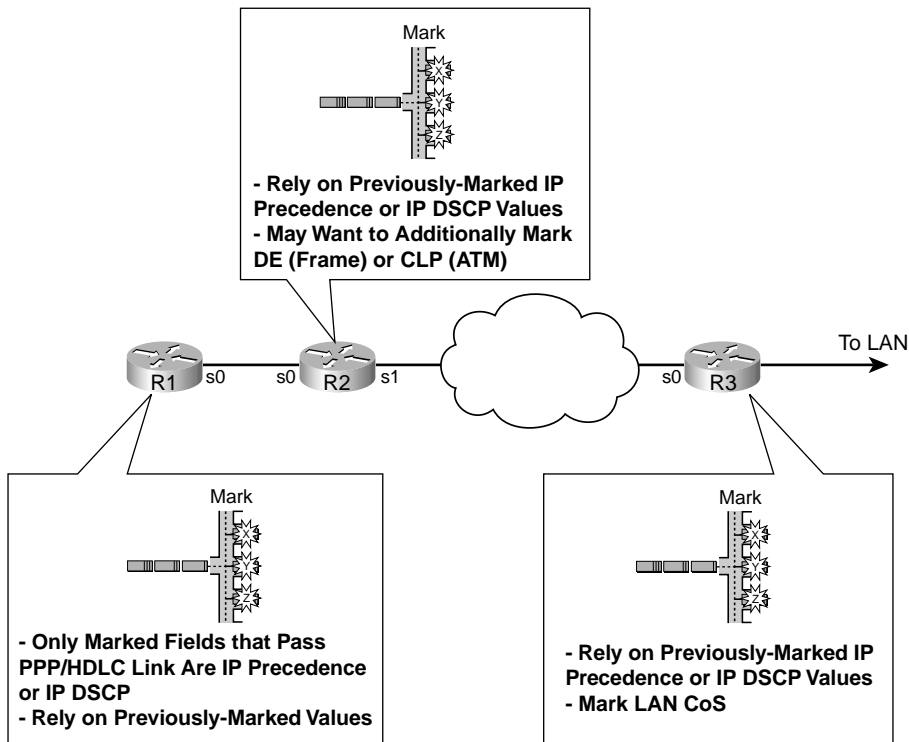 Mark
X
Y
Z
- Rely on Previously-Marked IP
Precedence or IP DSCP Values
- May Want to Additionally Mark
DE (Frame) or CLP (ATM)
To LAN
R1
s0
s0
R2
s1
s0
R3
Mark
X
Y
Z
- Only Marked Fields that Pass
PPP/HDLC Link Are IP Precedence
or IP DSCP
- Rely on Previously-Marked Values
Mark
X
Y
Z
- Rely on Previously-Marked IP
Precedence or IP DSCP Values
- Mark LAN CoS